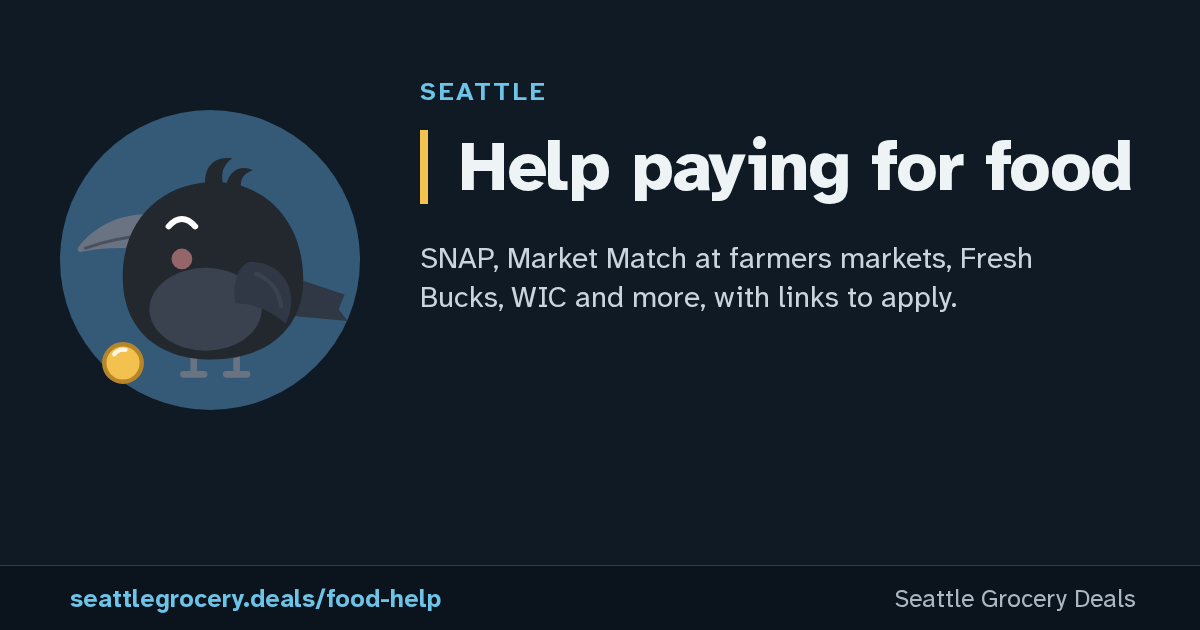 SEATTLE
Help paying for food
SNAP, Market Match at farmers markets, Fresh
Bucks, WIC and more, with links to apply.
seattlegrocery.deals/food-help
Seattle Grocery Deals